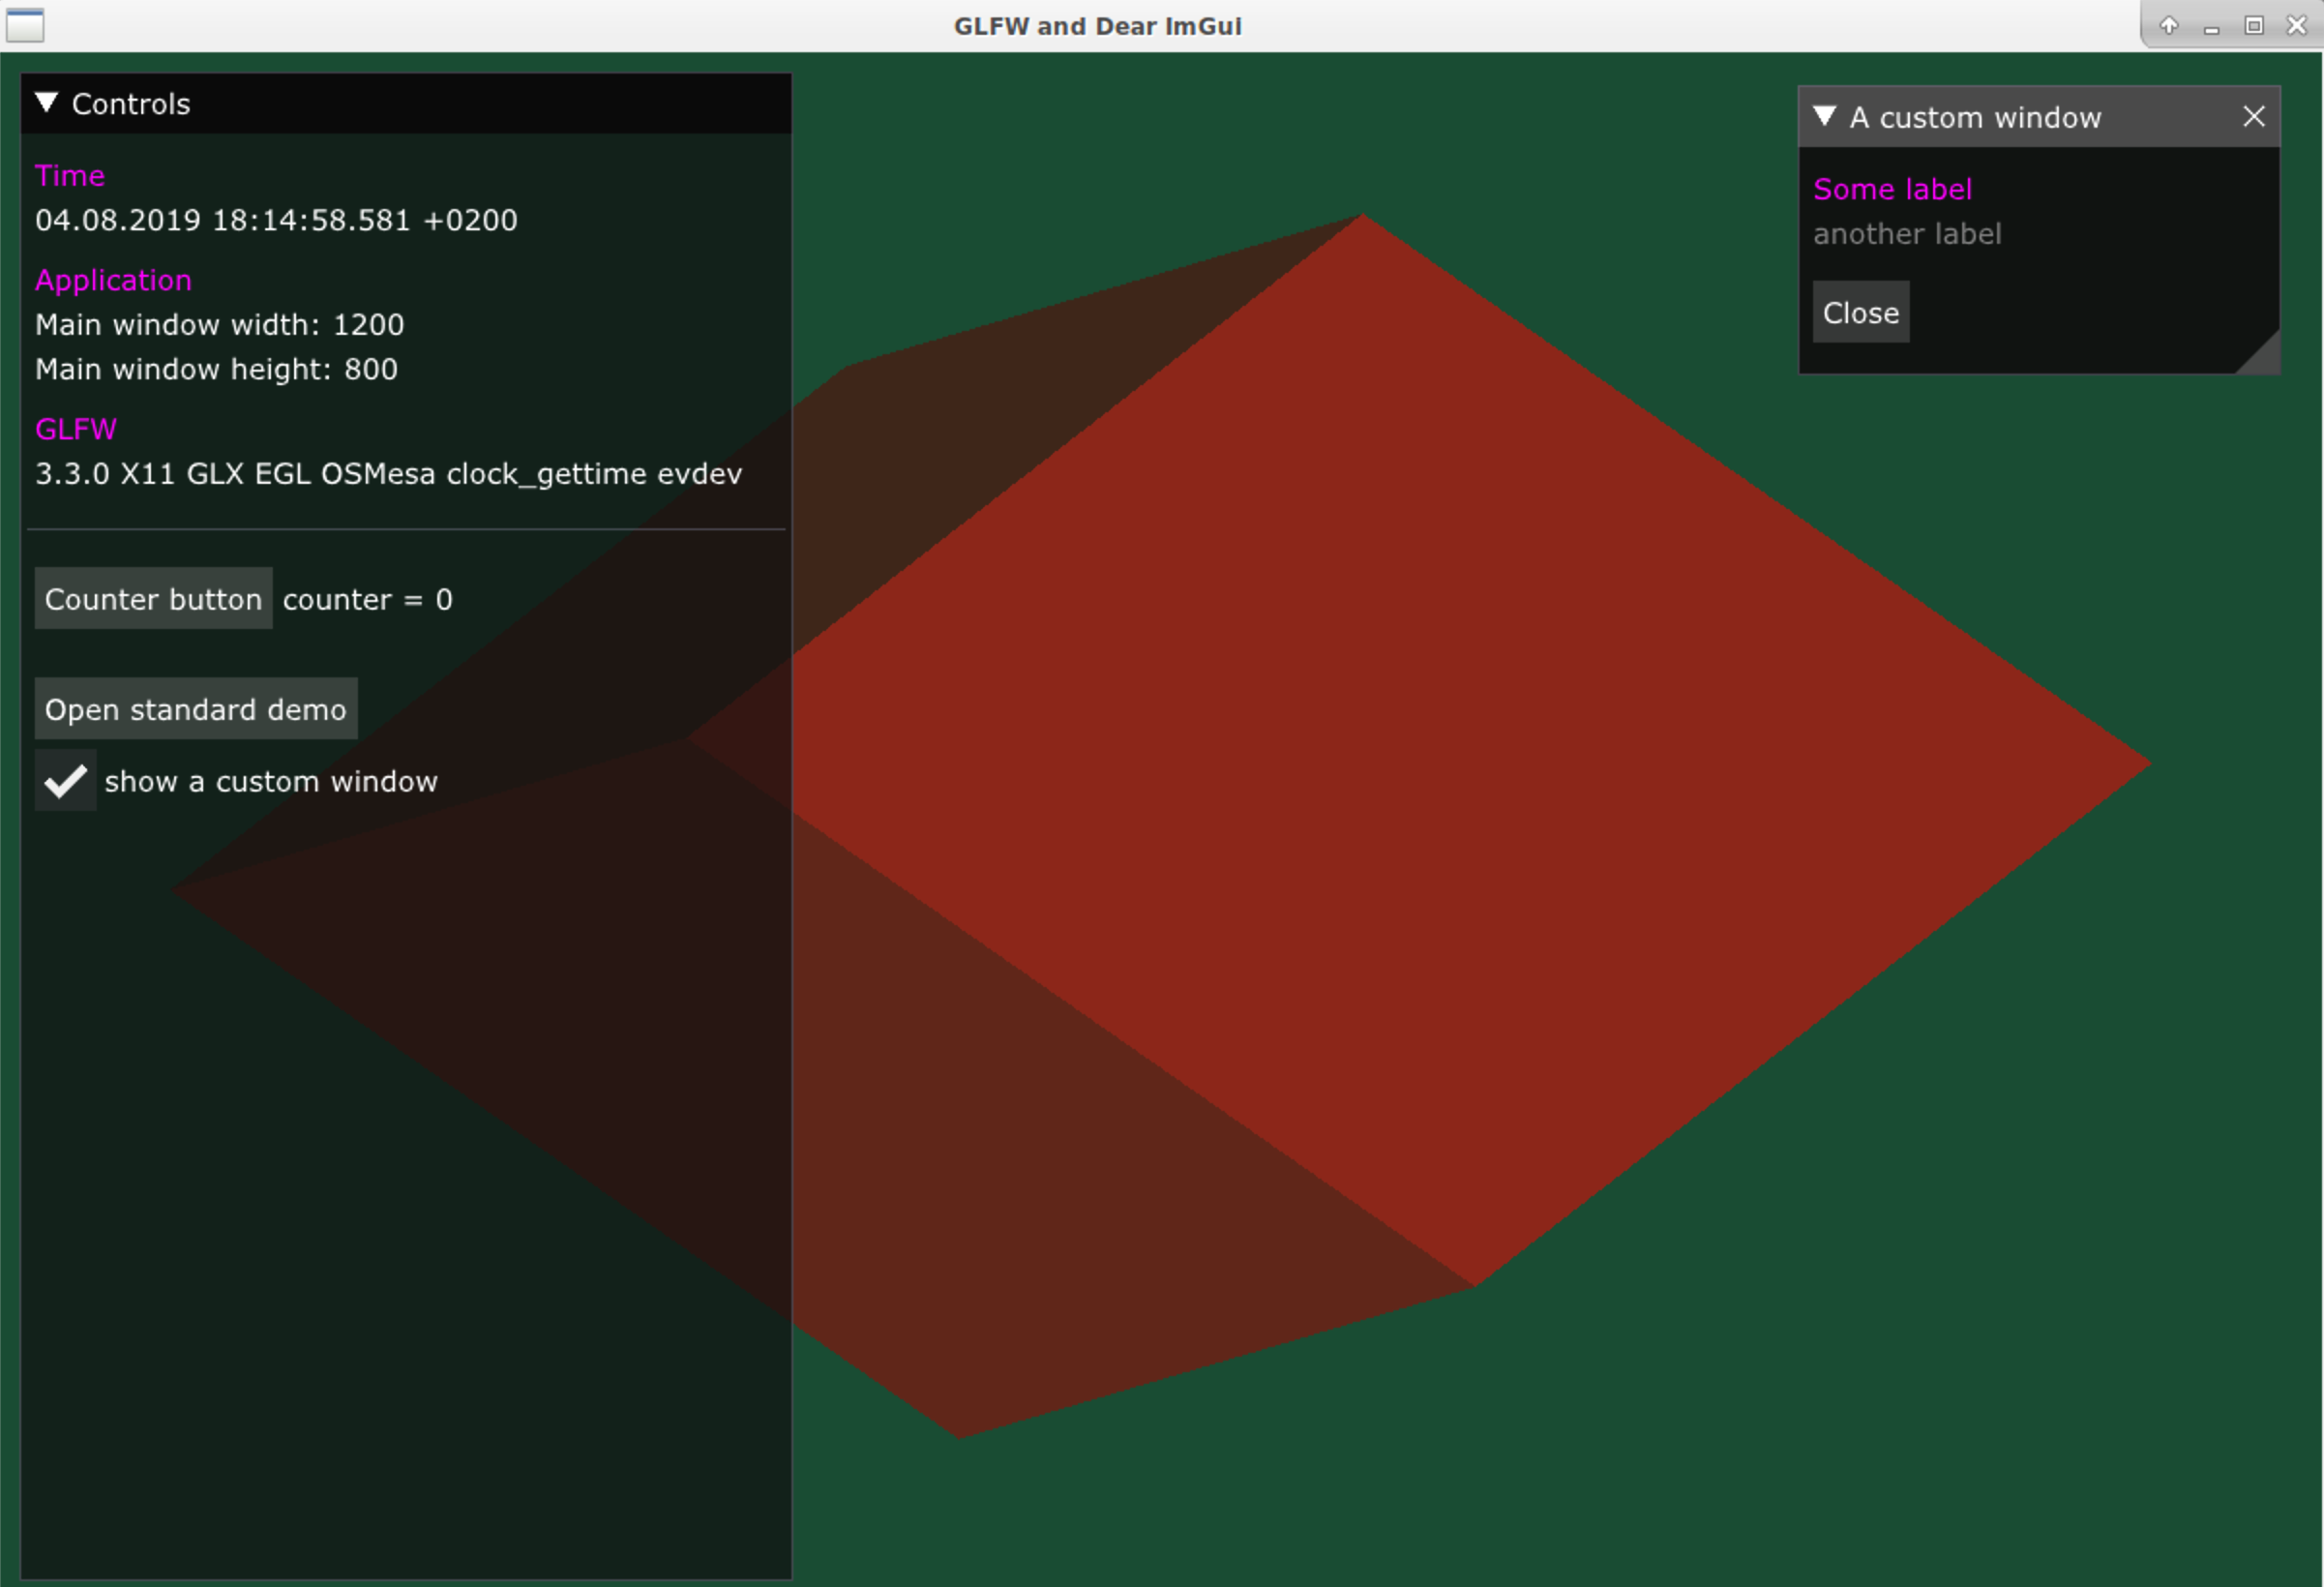 GLFW and Dear ImGui
Controls
Time
04.08.2019 18:14:58.581 +0200
Application
Main window width: 1200
Main window height: 800
GLFW
3.3.0 X11 GLX EGL OSMesa clock_gettime evdev
Counter button counter = 0
Open standard demo
show a custom window
A custom window
Some label
another label
Close